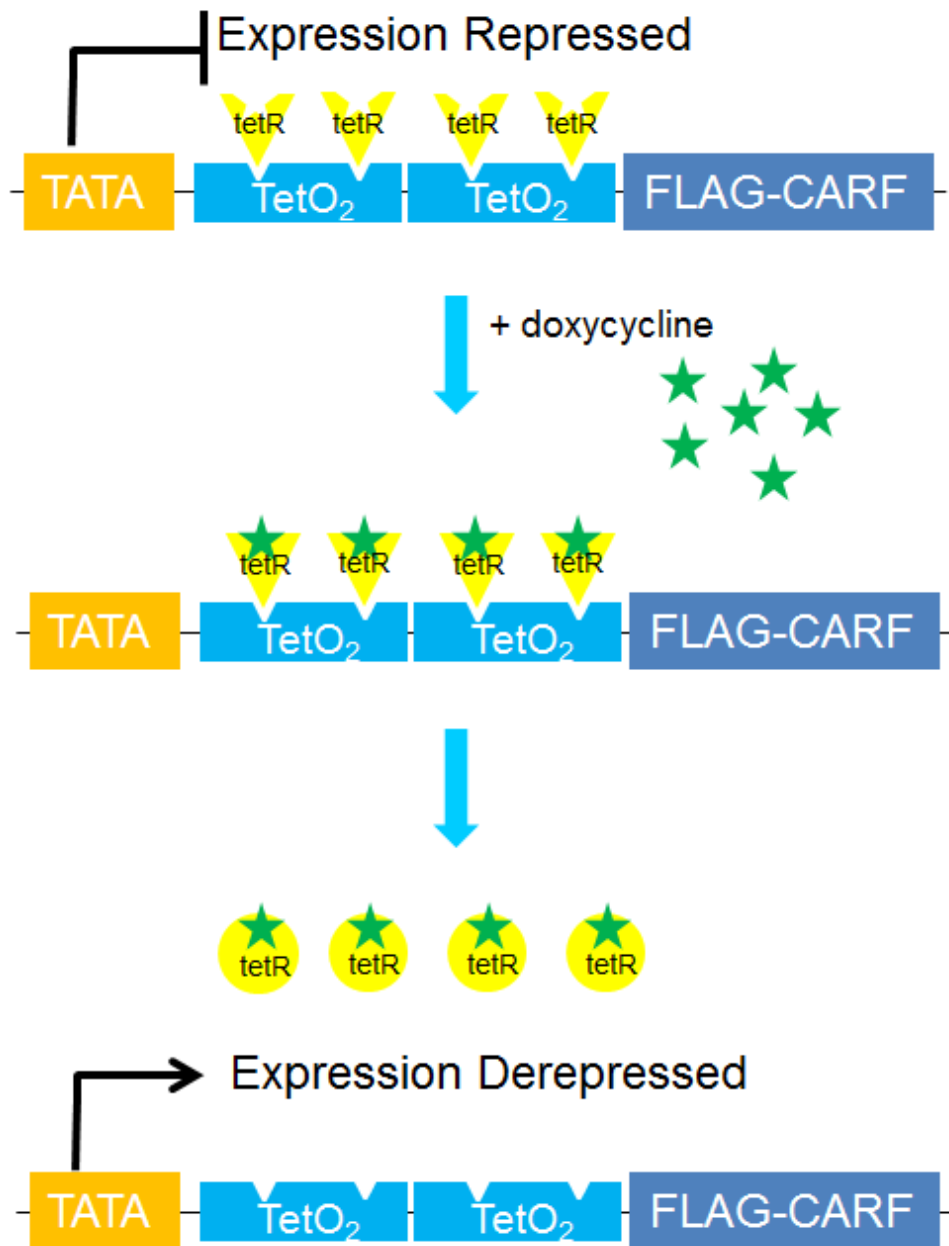 Expression Repressed
tetR tetR tetR tetR
TATA TetO₂ TetO₂ FLAG-CARF
+ doxycycline
tetR tetR tetR tetR
TATA TetO₂ TetO₂ FLAG-CARF
tetR tetR tetR tetR
Expression Derepressed
TATA TetO₂ TetO₂ FLAG-CARF